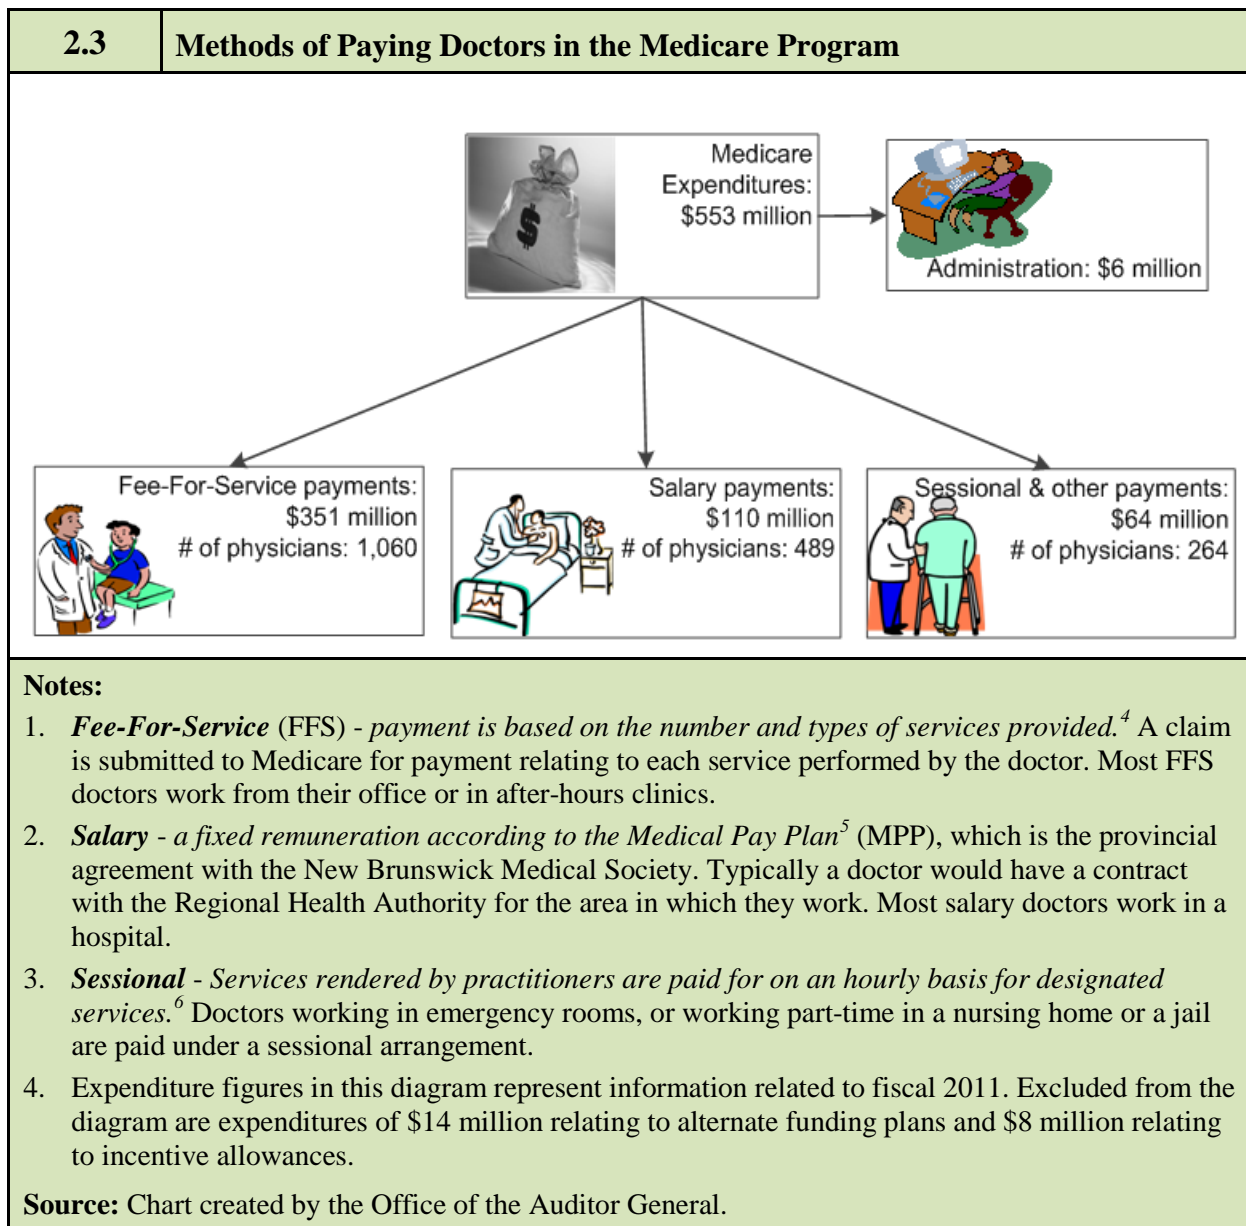 2.3 Methods of Paying Doctors in the Medicare Program
Medicare
Expenditures:
$553 million
$
Administration: $6 million
Fee-For-Service payments:
$351 million
# of physicians: 1,060
Salary payments:
$110 million
# of physicians: 489
Sessional & other payments:
$64 million
# of physicians: 264
Notes:
1. Fee-For-Service (FFS) - payment is based on the number and types of services provided.4 A claim
is submitted to Medicare for payment relating to each service performed by the doctor. Most FFS
doctors work from their office or in after-hours clinics.
2. Salary - a fixed remuneration according to the Medical Pay Plan5 (MPP), which is the provincial
agreement with the New Brunswick Medical Society. Typically a doctor would have a contract
with the Regional Health Authority for the area in which they work. Most salary doctors work in a
hospital.
3. Sessional - Services rendered by practitioners are paid for on an hourly basis for designated
services.6 Doctors working in emergency rooms, or working part-time in a nursing home or a jail
are paid under a sessional arrangement.
4. Expenditure figures in this diagram represent information related to fiscal 2011. Excluded from the
diagram are expenditures of $14 million relating to alternate funding plans and $8 million relating
to incentive allowances.
Source: Chart created by the Office of the Auditor General.